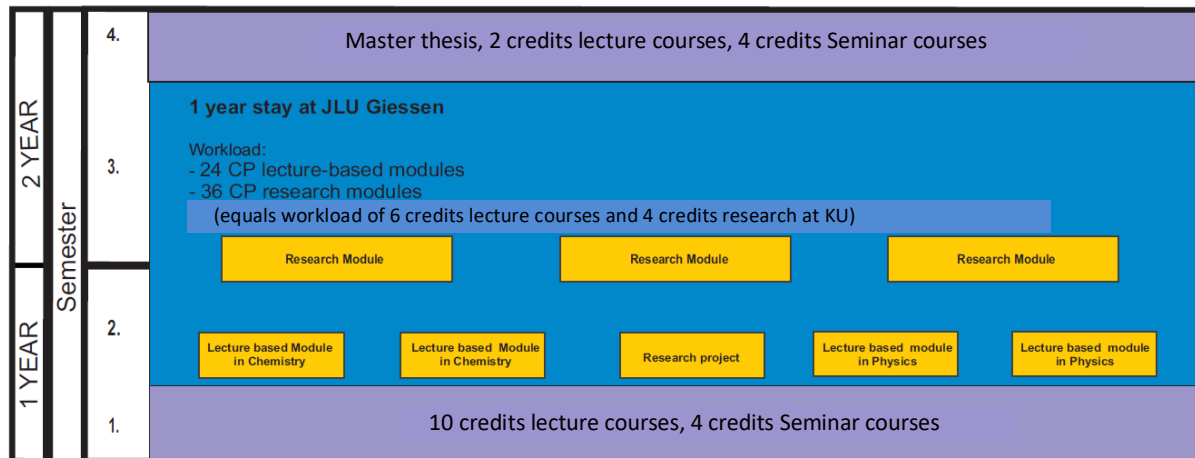 4.
Master thesis, 2 credits lecture courses, 4 credits Seminar courses
2 YEAR
Semester
1 year stay at JLU Giessen
Workload:
- 24 CP lecture-based modules
3.
- 36 CP research modules
(equals workload of 6 credits lecture courses and 4 credits research at KU)
Research Module
Research Module
Research Module
1 YEAR
2.
Lecture based Module
in Chemistry
Lecture based Module
in Chemistry
Research project
Lecture based module
in Physics
Lecture based module
in Physics
1.
10 credits lecture courses, 4 credits Seminar courses